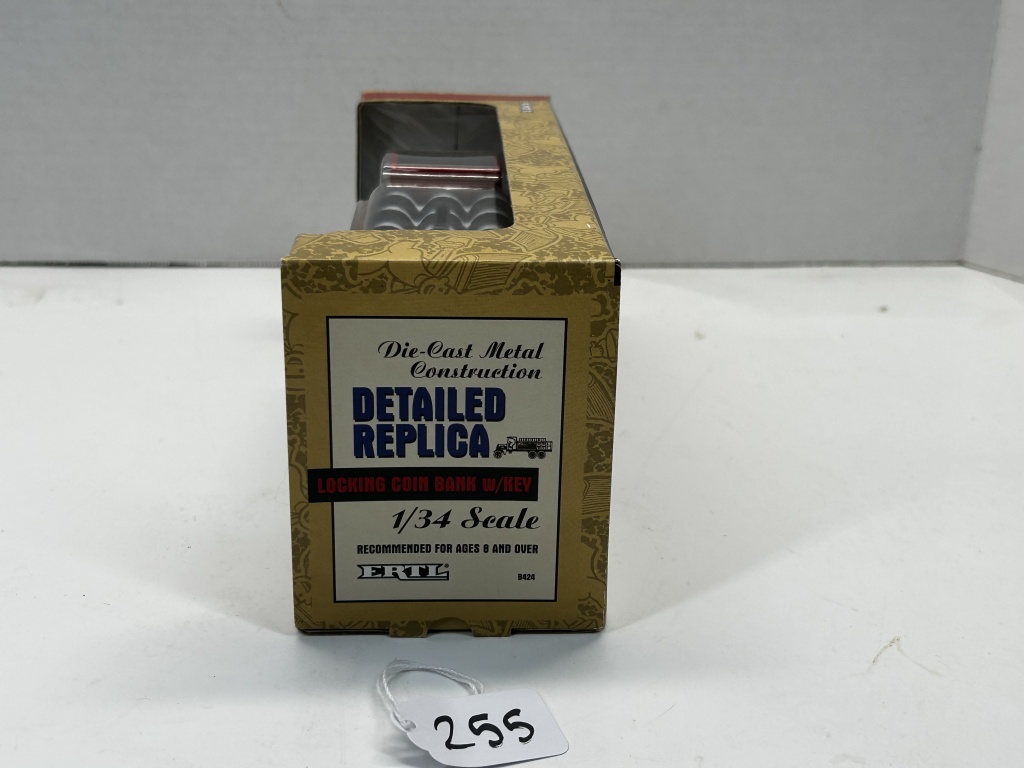 Die-Cast Metal
Construction
DETAILED
REPLICA
LOCKING COIN BANK W/KEY
1/34 Scale
RECOMMENDED FOR AGES 8 AND OVER
ERTL®
B424
255